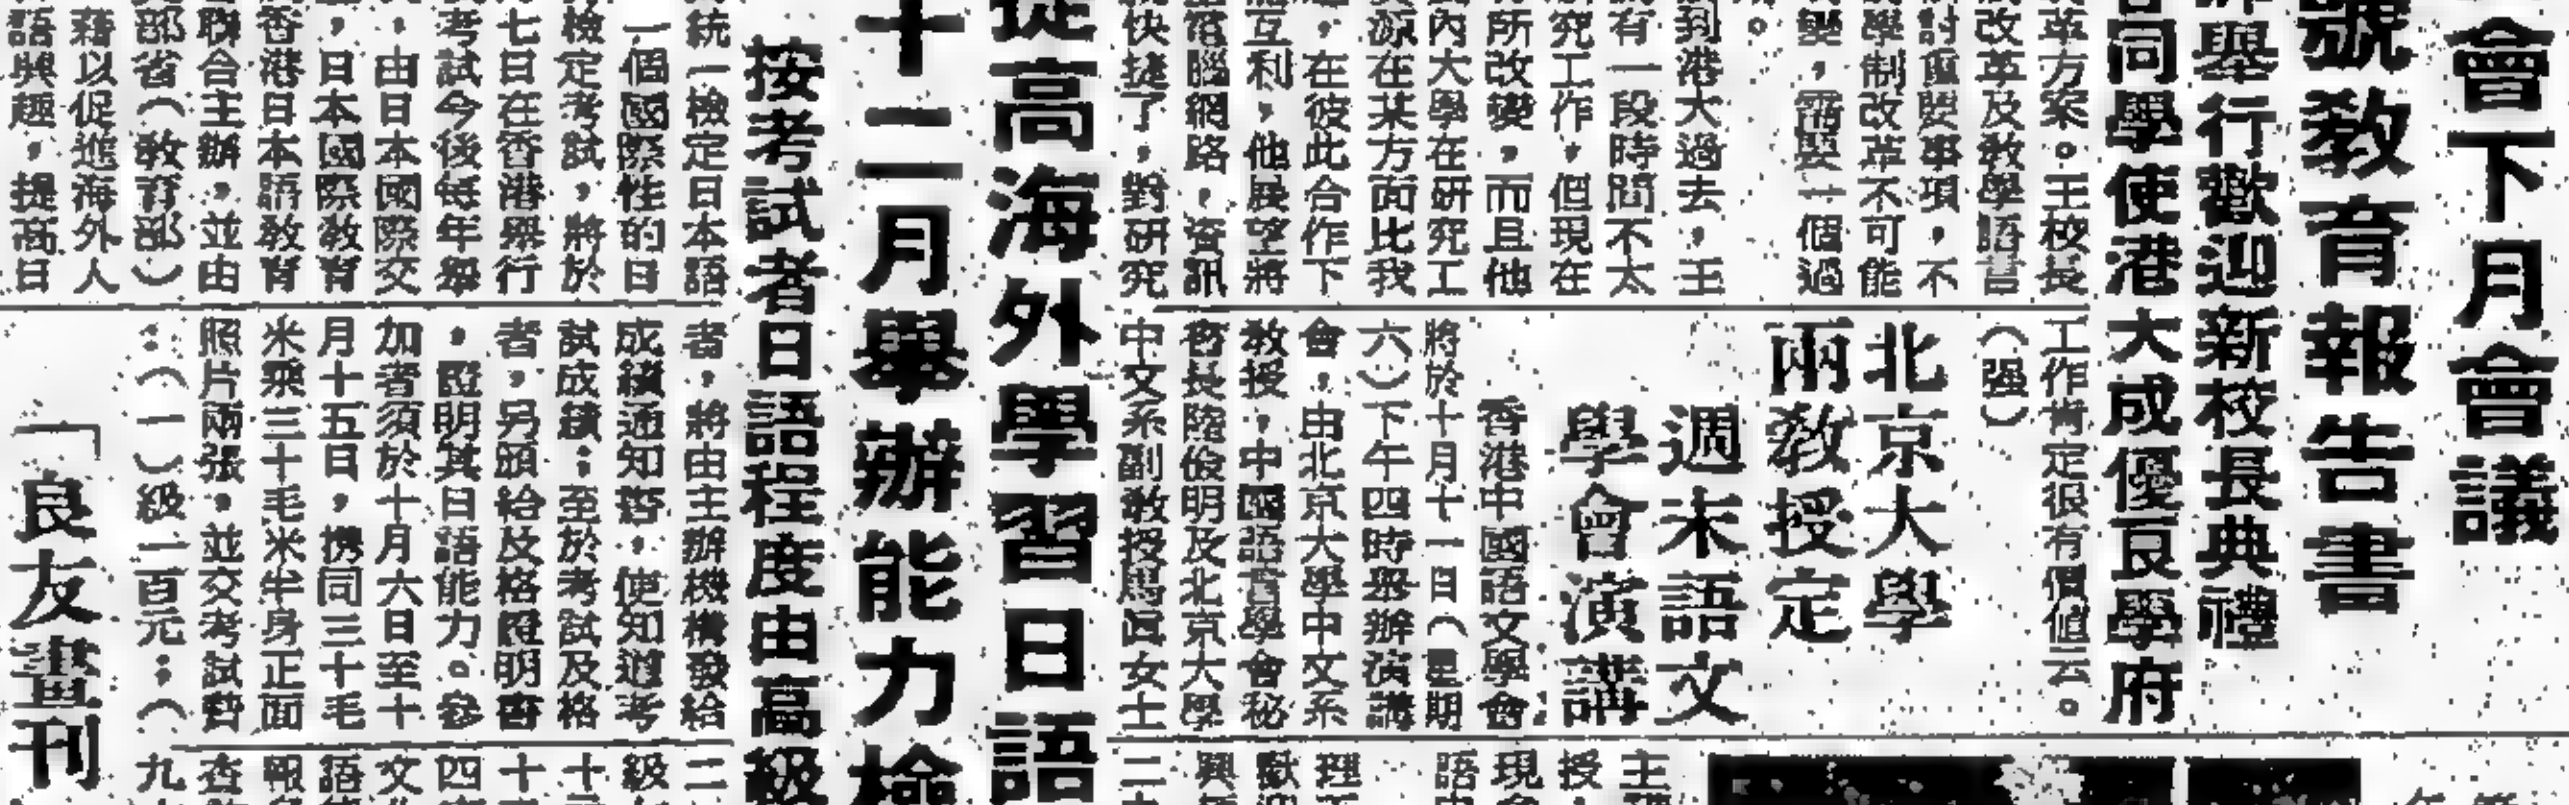 會下月會議
號教育報告書
舉行歡迎新校長典禮
同學使港大成優良學府
革方案。王校長
改革及教學語言
討重要事項，不
學制改革不可能
變，需要一個過
到港大過去，王
有一段時間不太
究工作，但現在
所改變，而且他
內大學在研究工
源在某方面比我
，在彼此合作下
互利，他展望將
電腦網路，資訊
快捷了，對研究
工作肯定很有價值云。
（强）
北京大學
兩教授定
週末語文
學會演講
香港中國語文學會
將於十月十一日（星期
六）下午四時舉辦演講
會，由北京大學中文系
教授，中國語言學會秘
書長陸儉明及北京大學
中文系副教授馬真女士
主
授
現
語
理
歡
興
二
從高海外學習日語
十二月舉辦能力檢
按考試者日語程度由高級
統一檢定日本語
一個國際性的日
檢定考試，將於
七日在香港舉行
考試今後每年舉
，由日本國際交
，日本國際教育
香港日本語教育
聯合主辦，並由
部省（教育部）
藉以促進海外人
語興趣，提高日
者，將由主辦機構發給
成績通知書，使知道考
試成績；至於考試及格
者，另頒給及格證明書
，證明其日語能力。參
加者須於十月六日至十
月十五日，携同三十毛
米乘三十毛米半身正面
照片兩張，並交考試費
：（一）級一百元；（
二
級
十
十
四
文
語
報
查
九
「良友畫刊